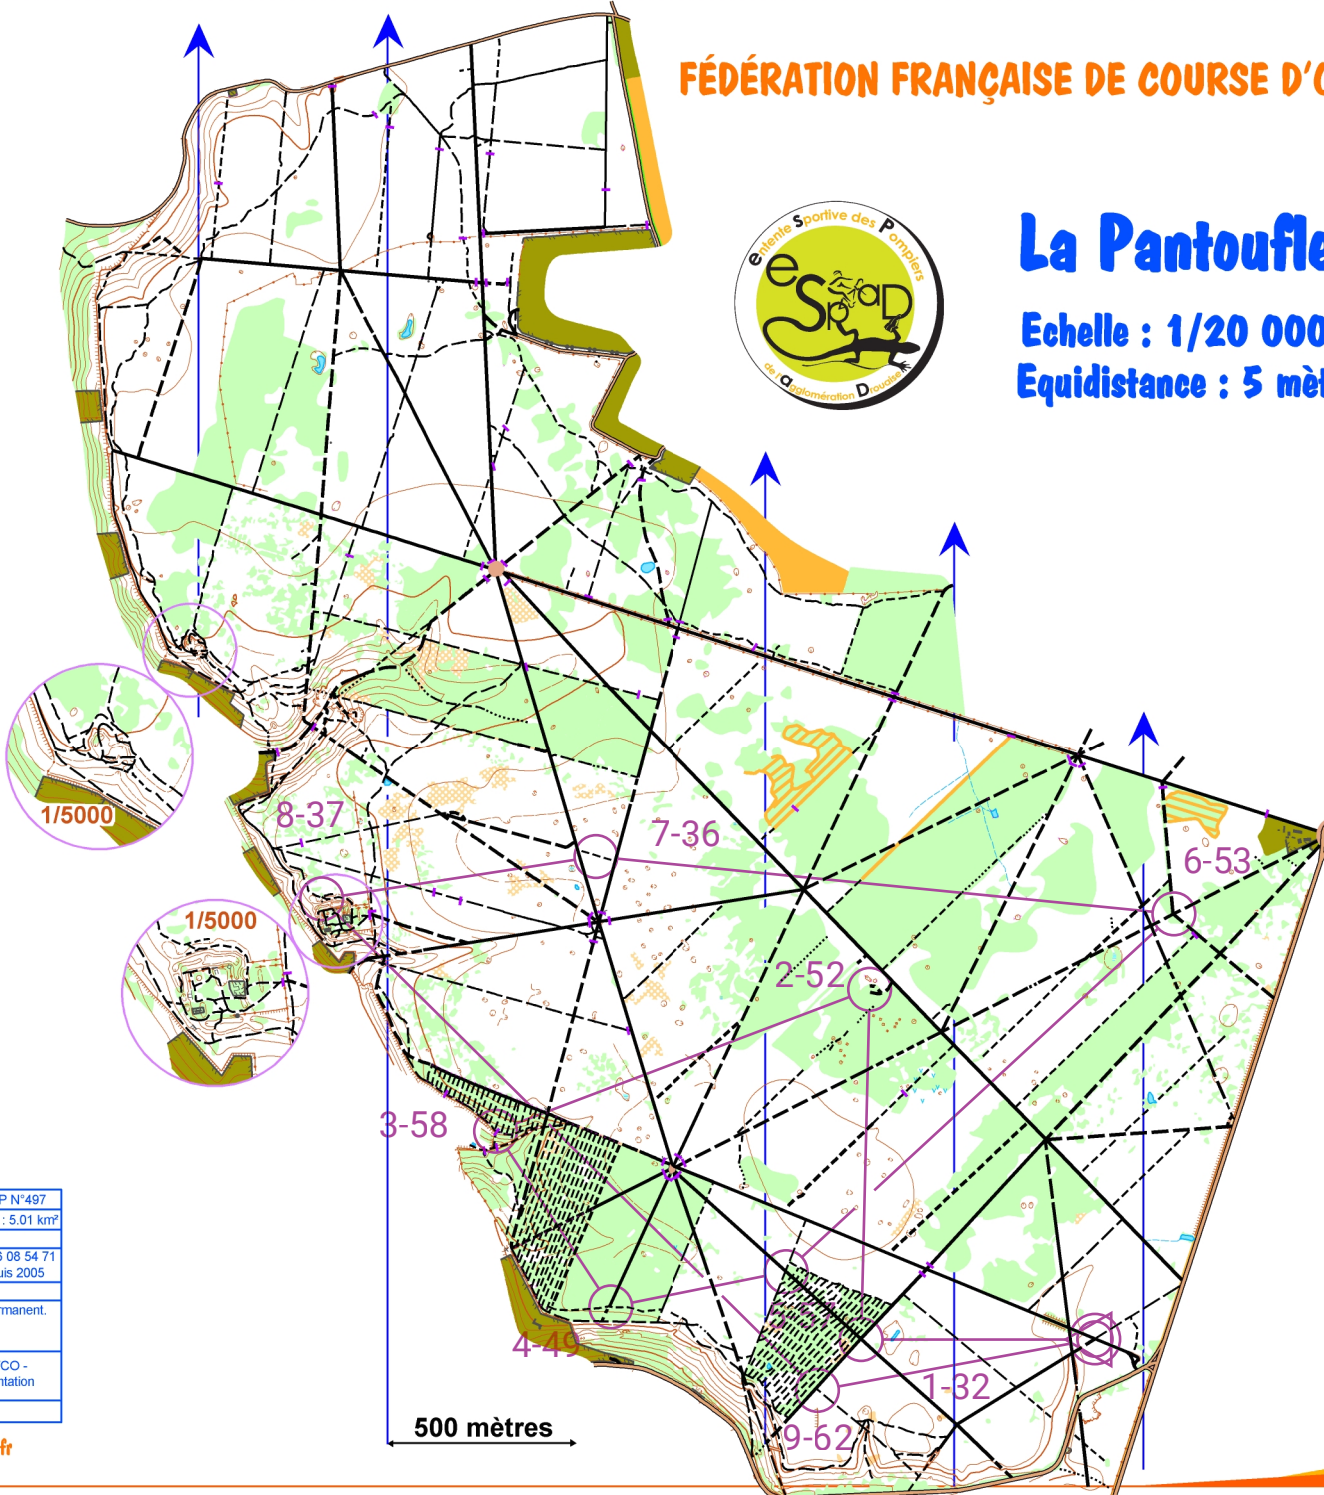 FÉDÉRATION FRANÇAISE DE COURSE D'O
entente Sportive des Pompiers
eSPaD
de l'agglomération Drouaise
La Pantoufle
Echelle : 1/20 000
Equidistance : 5 mèt
1/5000
8-37
7-36
6-53
1/5000
2-52
3-58
P N°497
: 5.01 km²
08 54 71
uis 2005
rmanent.
4-49
5-57
CO -
ntation
1-32
500 mètres
9-62
fr